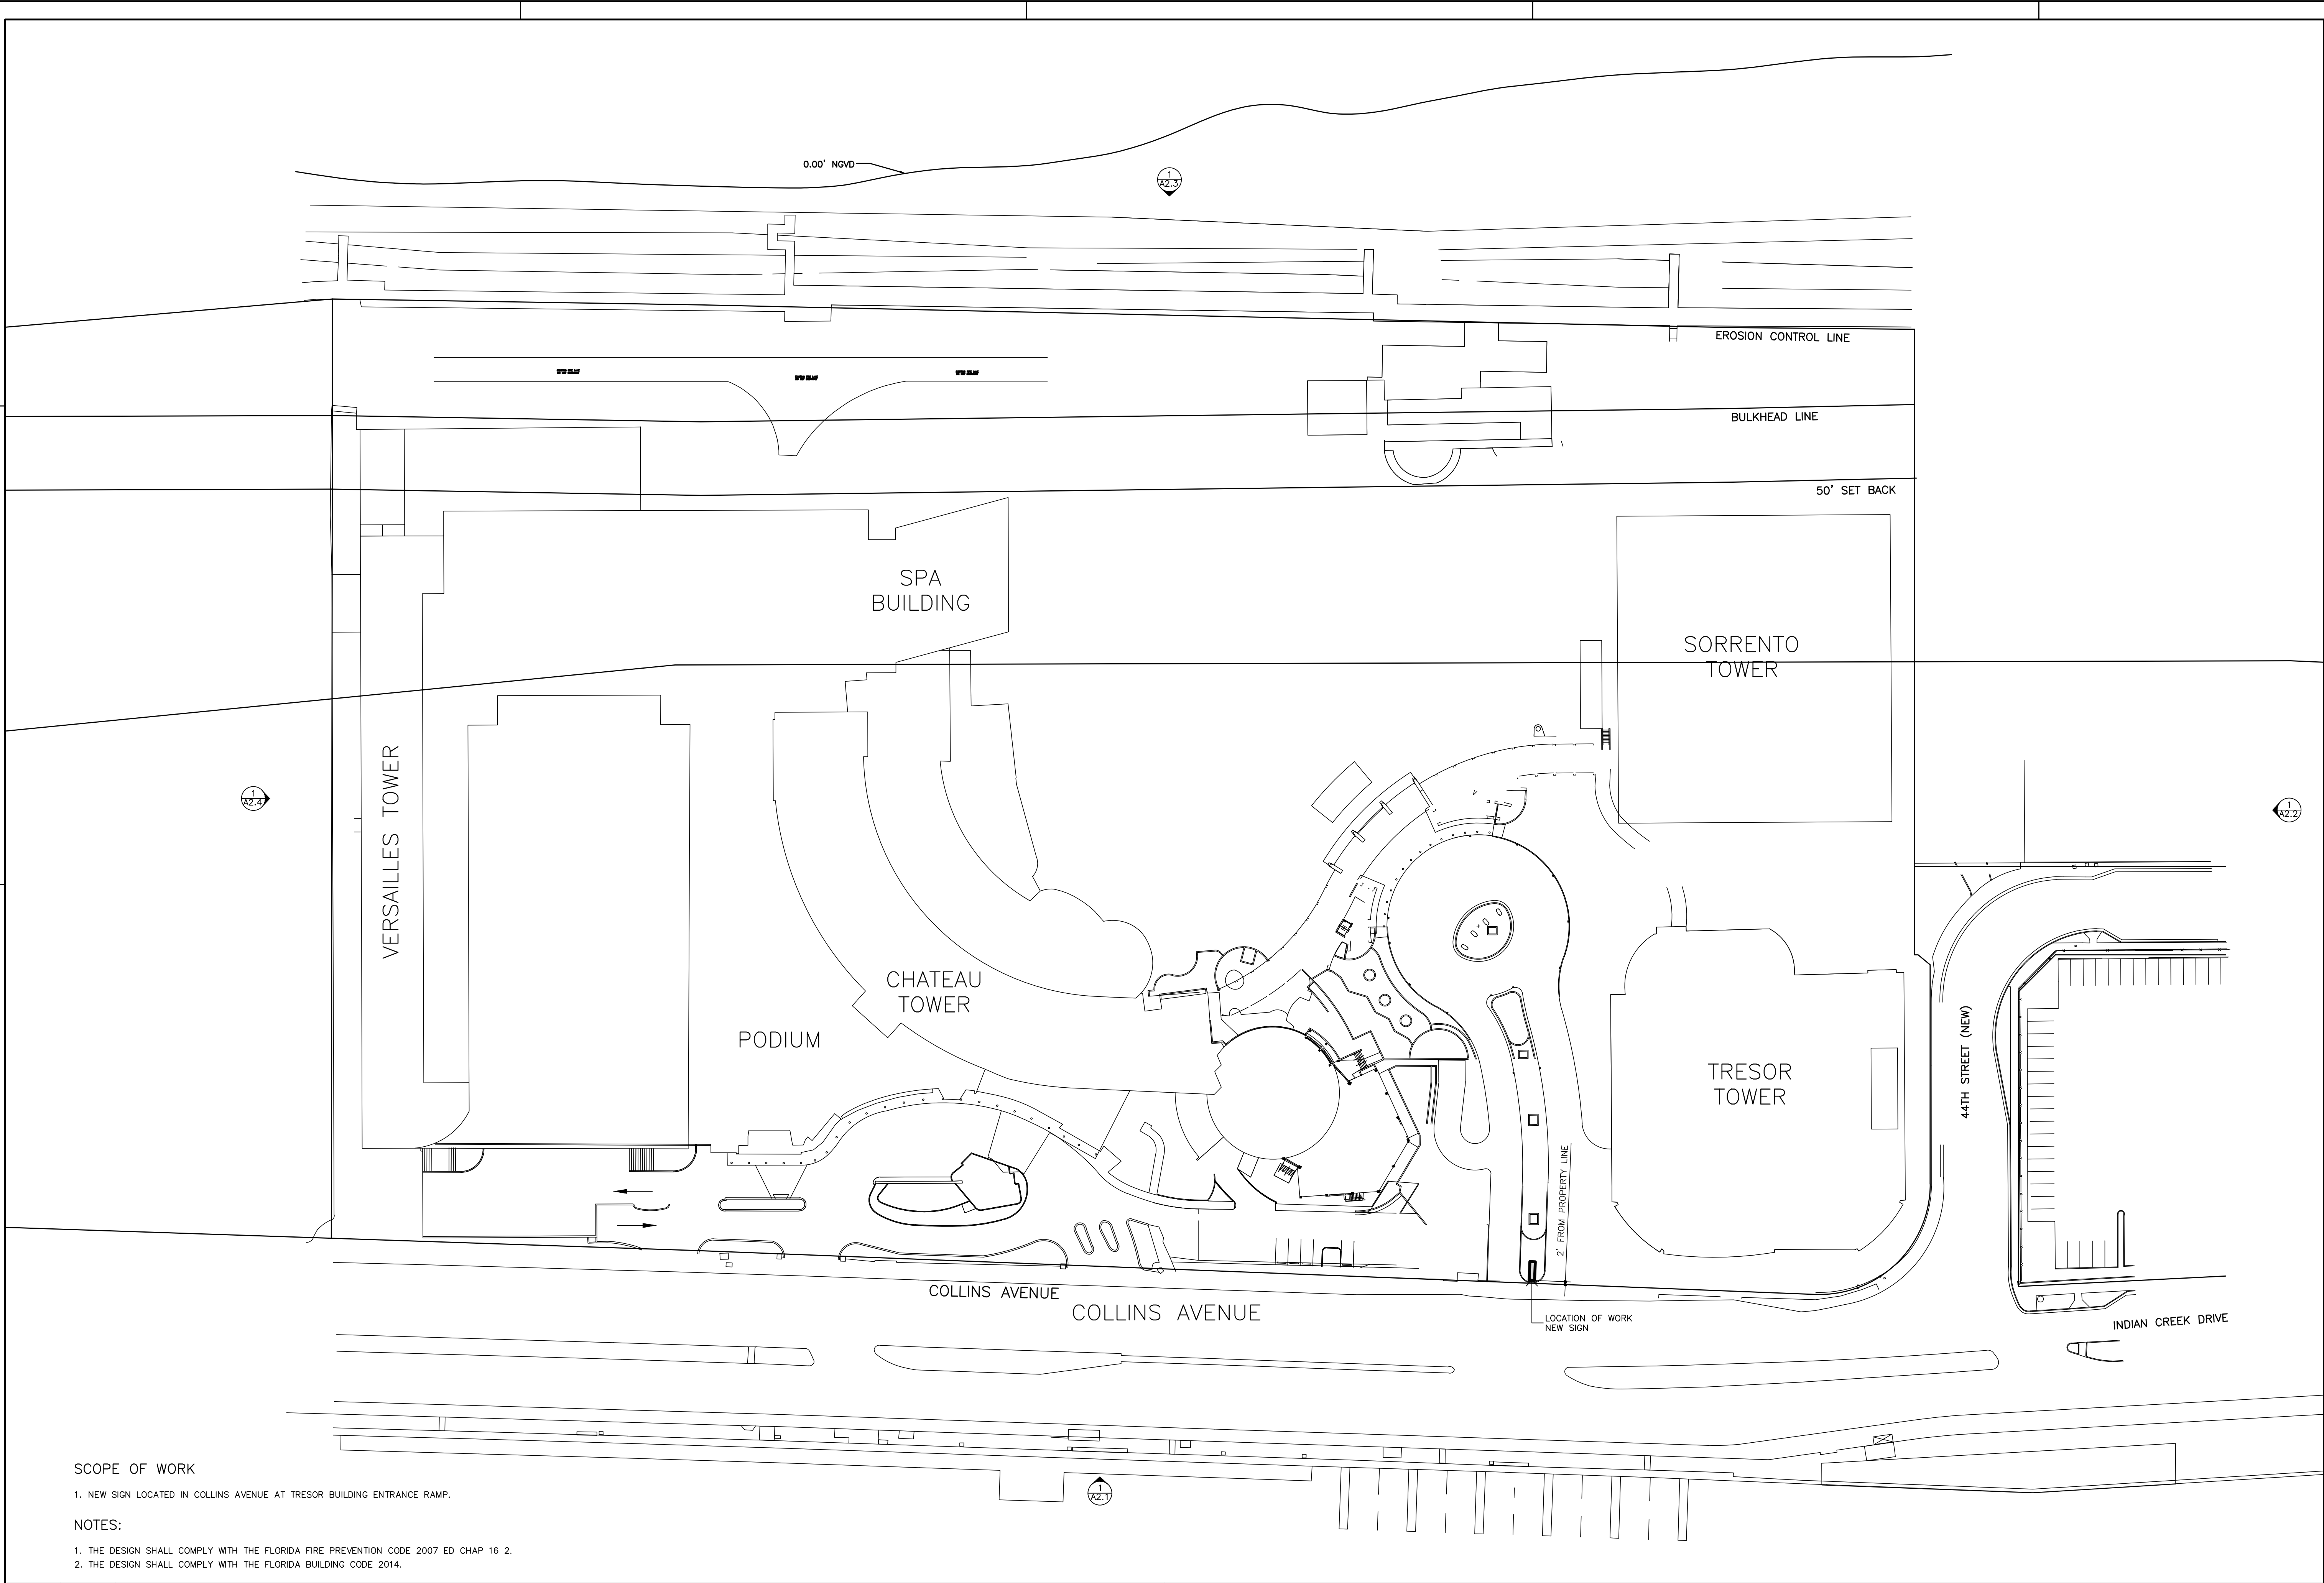 0.00' NGVD
1
A2.3
EROSION CONTROL LINE
BULKHEAD LINE
50' SET BACK
SPA
BUILDING
SORRENTO
TOWER
VERSAILLES TOWER
1
A2.4
1
A2.2
CHATEAU
TOWER
PODIUM
TRESOR
TOWER
44TH STREET (NEW)
2' FROM PROPERTY LINE
COLLINS AVENUE
COLLINS AVENUE
LOCATION OF WORK
NEW SIGN
INDIAN CREEK DRIVE
1
A2.1
SCOPE OF WORK
1. NEW SIGN LOCATED IN COLLINS AVENUE AT TRESOR BUILDING ENTRANCE RAMP.
NOTES:
1. THE DESIGN SHALL COMPLY WITH THE FLORIDA FIRE PREVENTION CODE 2007 ED CHAP 16 2.
2. THE DESIGN SHALL COMPLY WITH THE FLORIDA BUILDING CODE 2014.